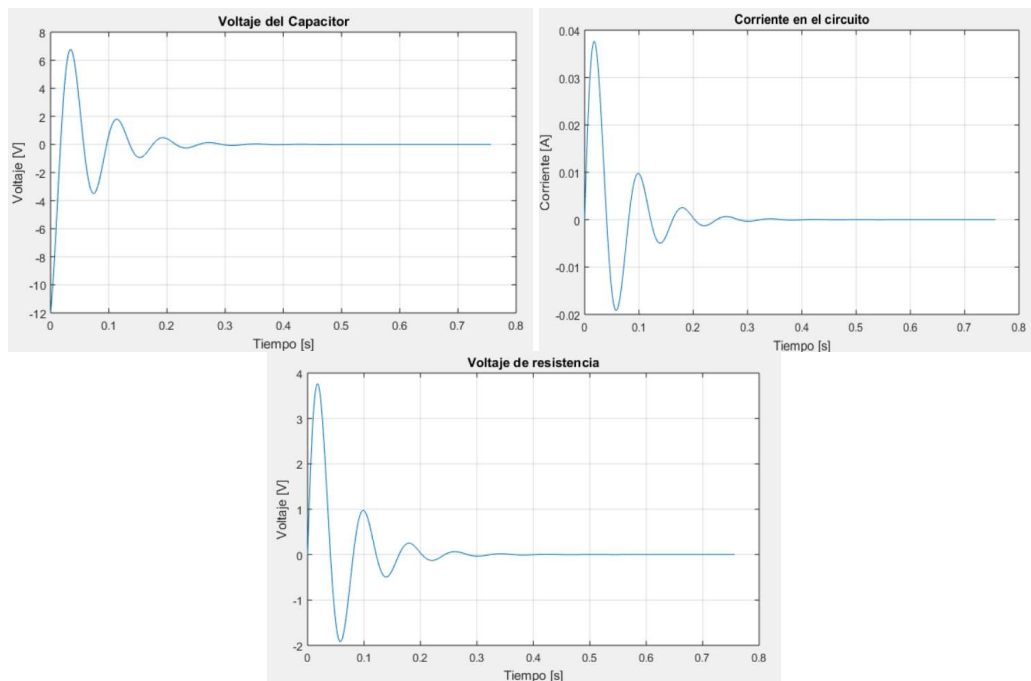 Voltaje del Capacitor
8
6
4
2
0
-2
-4
-6
-8
-10
-12
Voltaje [V]
0 0.1 0.2 0.3 0.4 0.5 0.6 0.7 0.8
Tiempo [s]
Corriente en el circuito
0.04
0.03
0.02
0.01
0
-0.01
-0.02
Corriente [A]
0 0.1 0.2 0.3 0.4 0.5 0.6 0.7 0.8
Tiempo [s]
Voltaje de resistencia
4
3
2
1
0
-1
-2
Voltaje [V]
0 0.1 0.2 0.3 0.4 0.5 0.6 0.7 0.8
Tiempo [s]